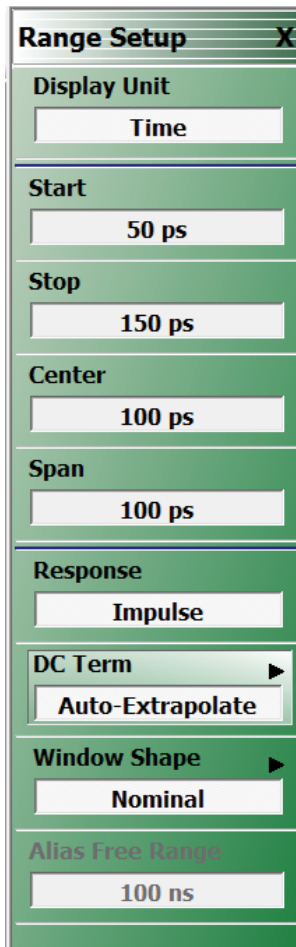 Range Setup X
Display Unit
Time
Start
50 ps
Stop
150 ps
Center
100 ps
Span
100 ps
Response
Impulse
DC Term
Auto-Extrapolate
Window Shape
Nominal
Alias Free Range
100 ns